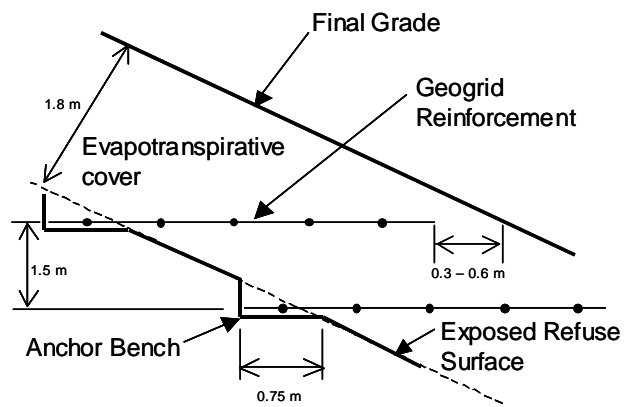 Final Grade
Geogrid
Reinforcement
1.8 m
Evapotranspirative
cover
1.5 m
0.3 – 0.6 m
Anchor Bench
Exposed Refuse
Surface
0.75 m